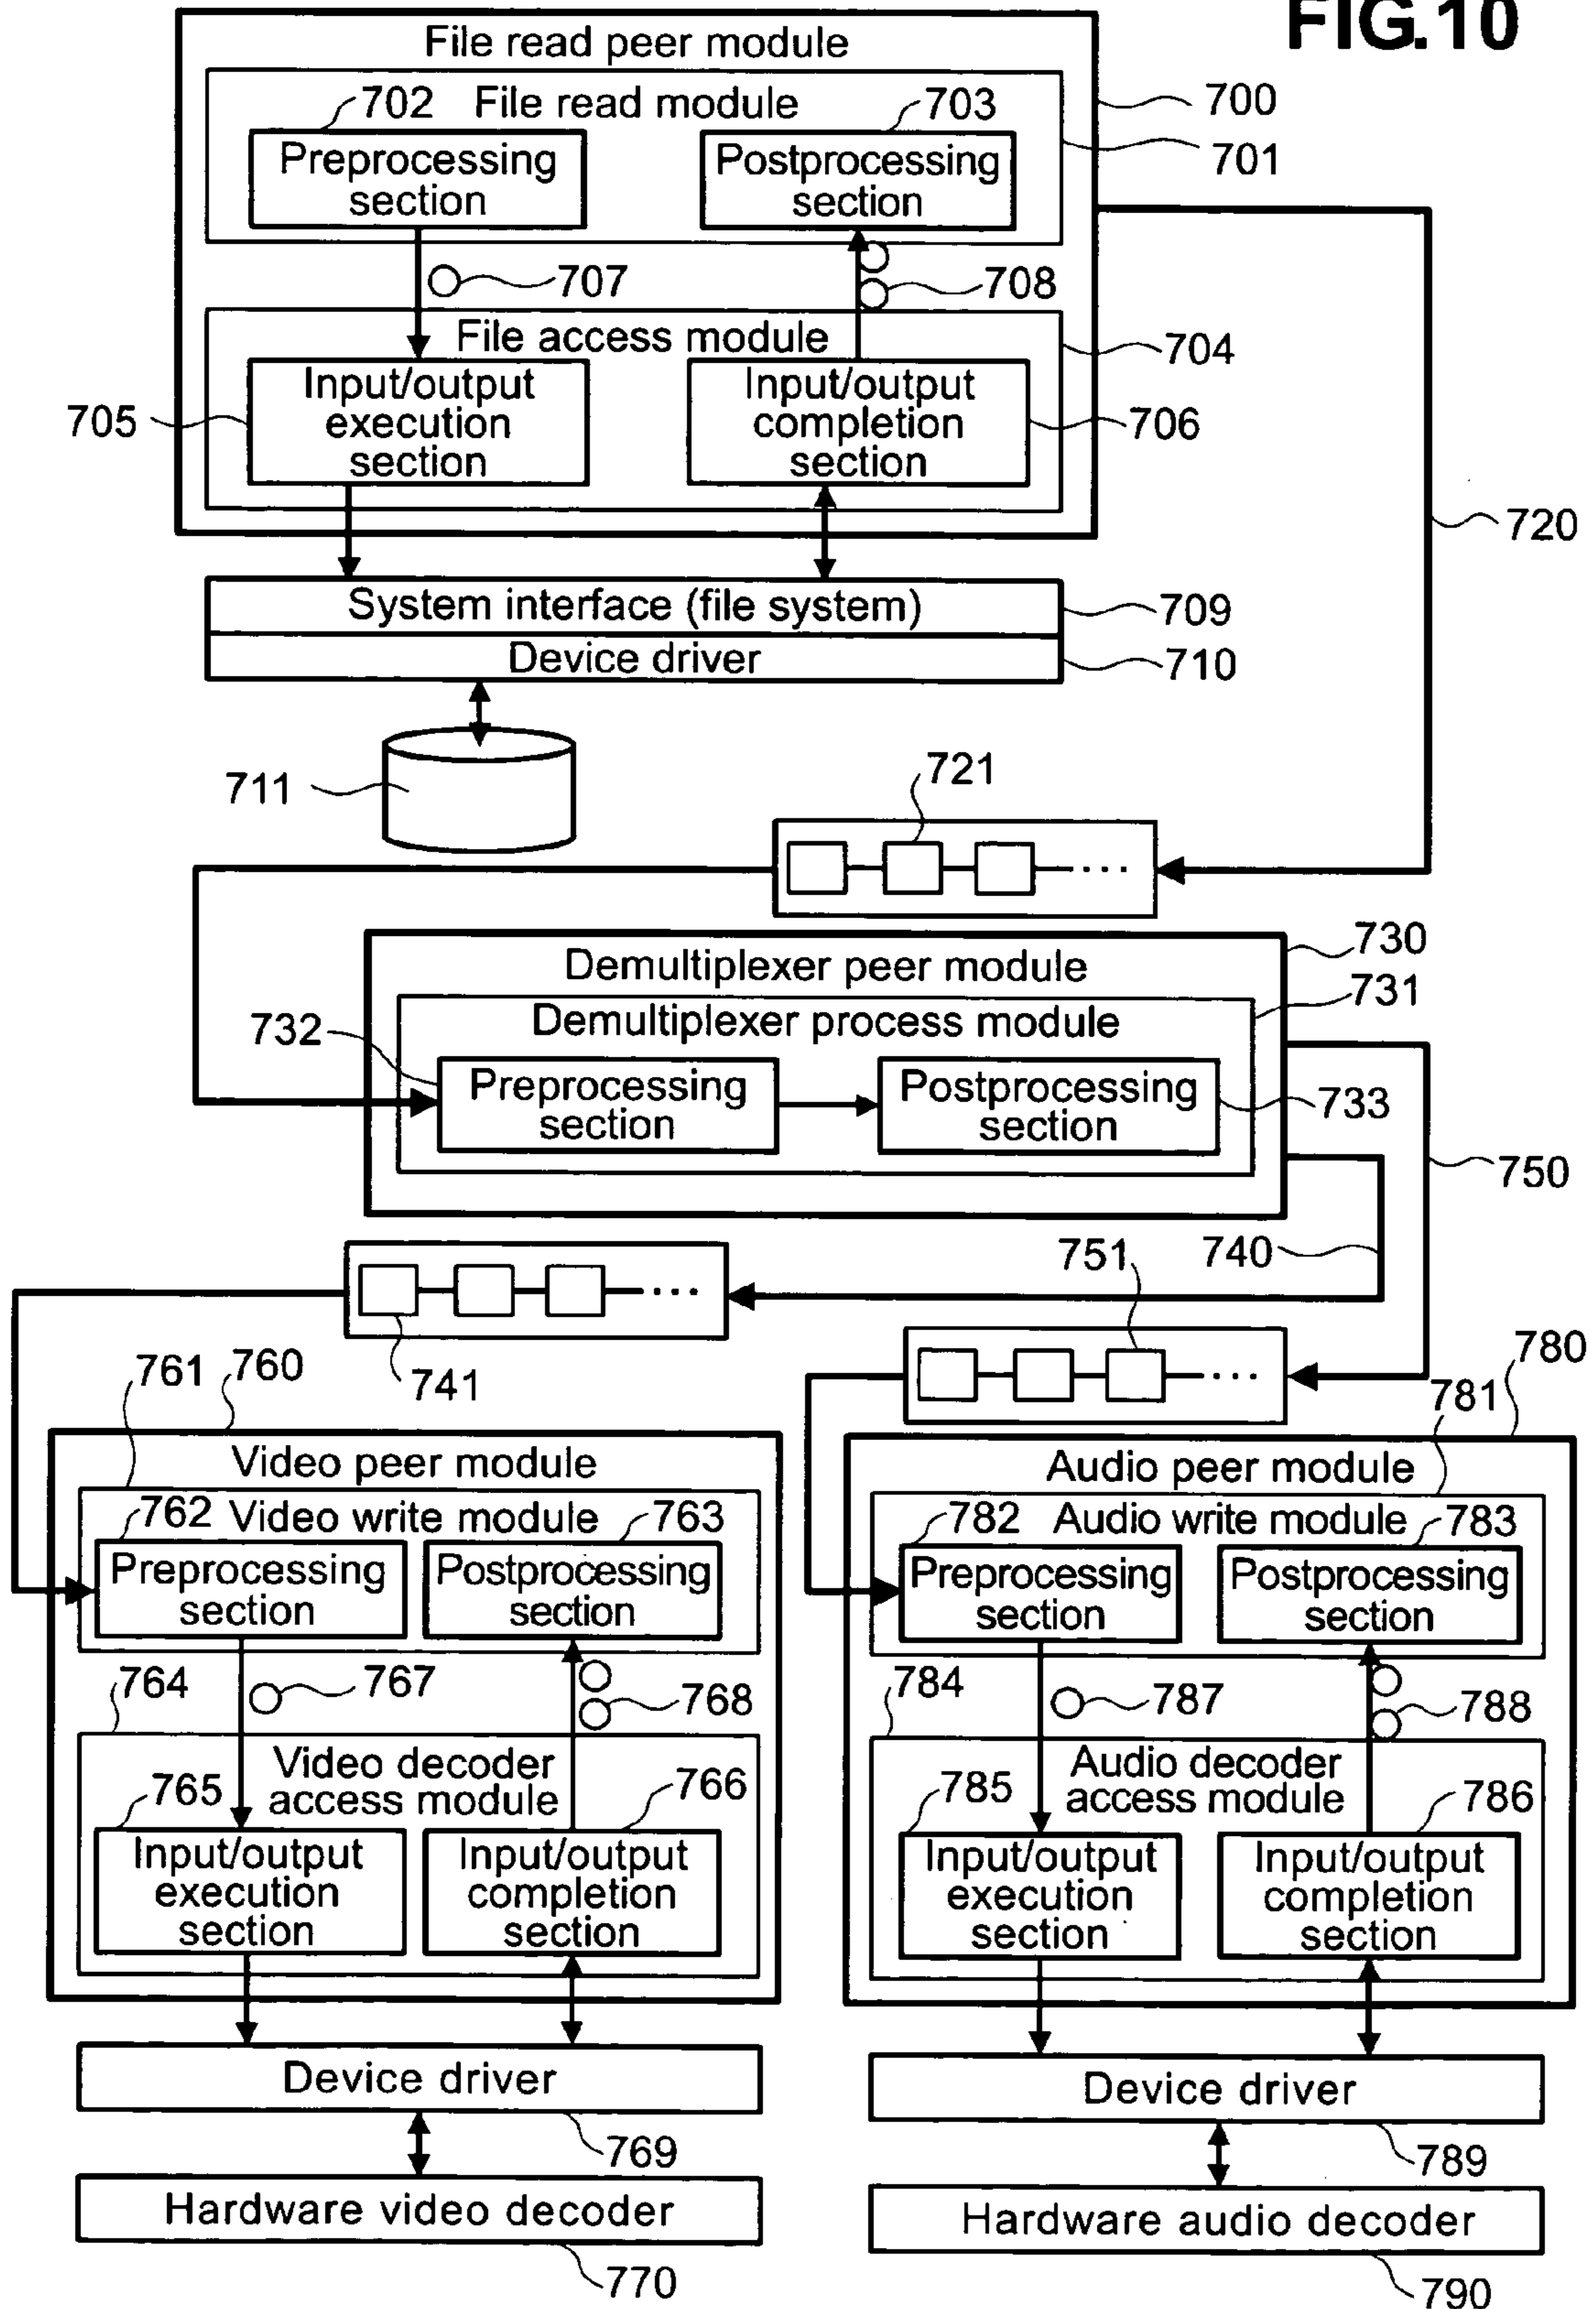 FIG.10
File read peer module
702 File read module 703
700
701
Preprocessing
section
Postprocessing
section
707
708
File access module
704
705
Input/output
execution
section
Input/output
completion
section
706
720
System interface (file system)
709
Device driver
710
711
721
730
Demultiplexer peer module
731
Demultiplexer process module
732
Preprocessing
section
Postprocessing
section
733
750
740
751
741
761 760
780
781
Video peer module
762 Video write module 763
Preprocessing
section
Postprocessing
section
764
767
768
Video decoder
access module
765
766
Input/output
execution
section
Input/output
completion
section
Device driver
769
Hardware video decoder
770
Audio peer module
782 Audio write module 783
Preprocessing
section
Postprocessing
section
784
787
788
Audio decoder
access module
785
786
Input/output
execution
section
Input/output
completion
section
Device driver
789
Hardware audio decoder
790